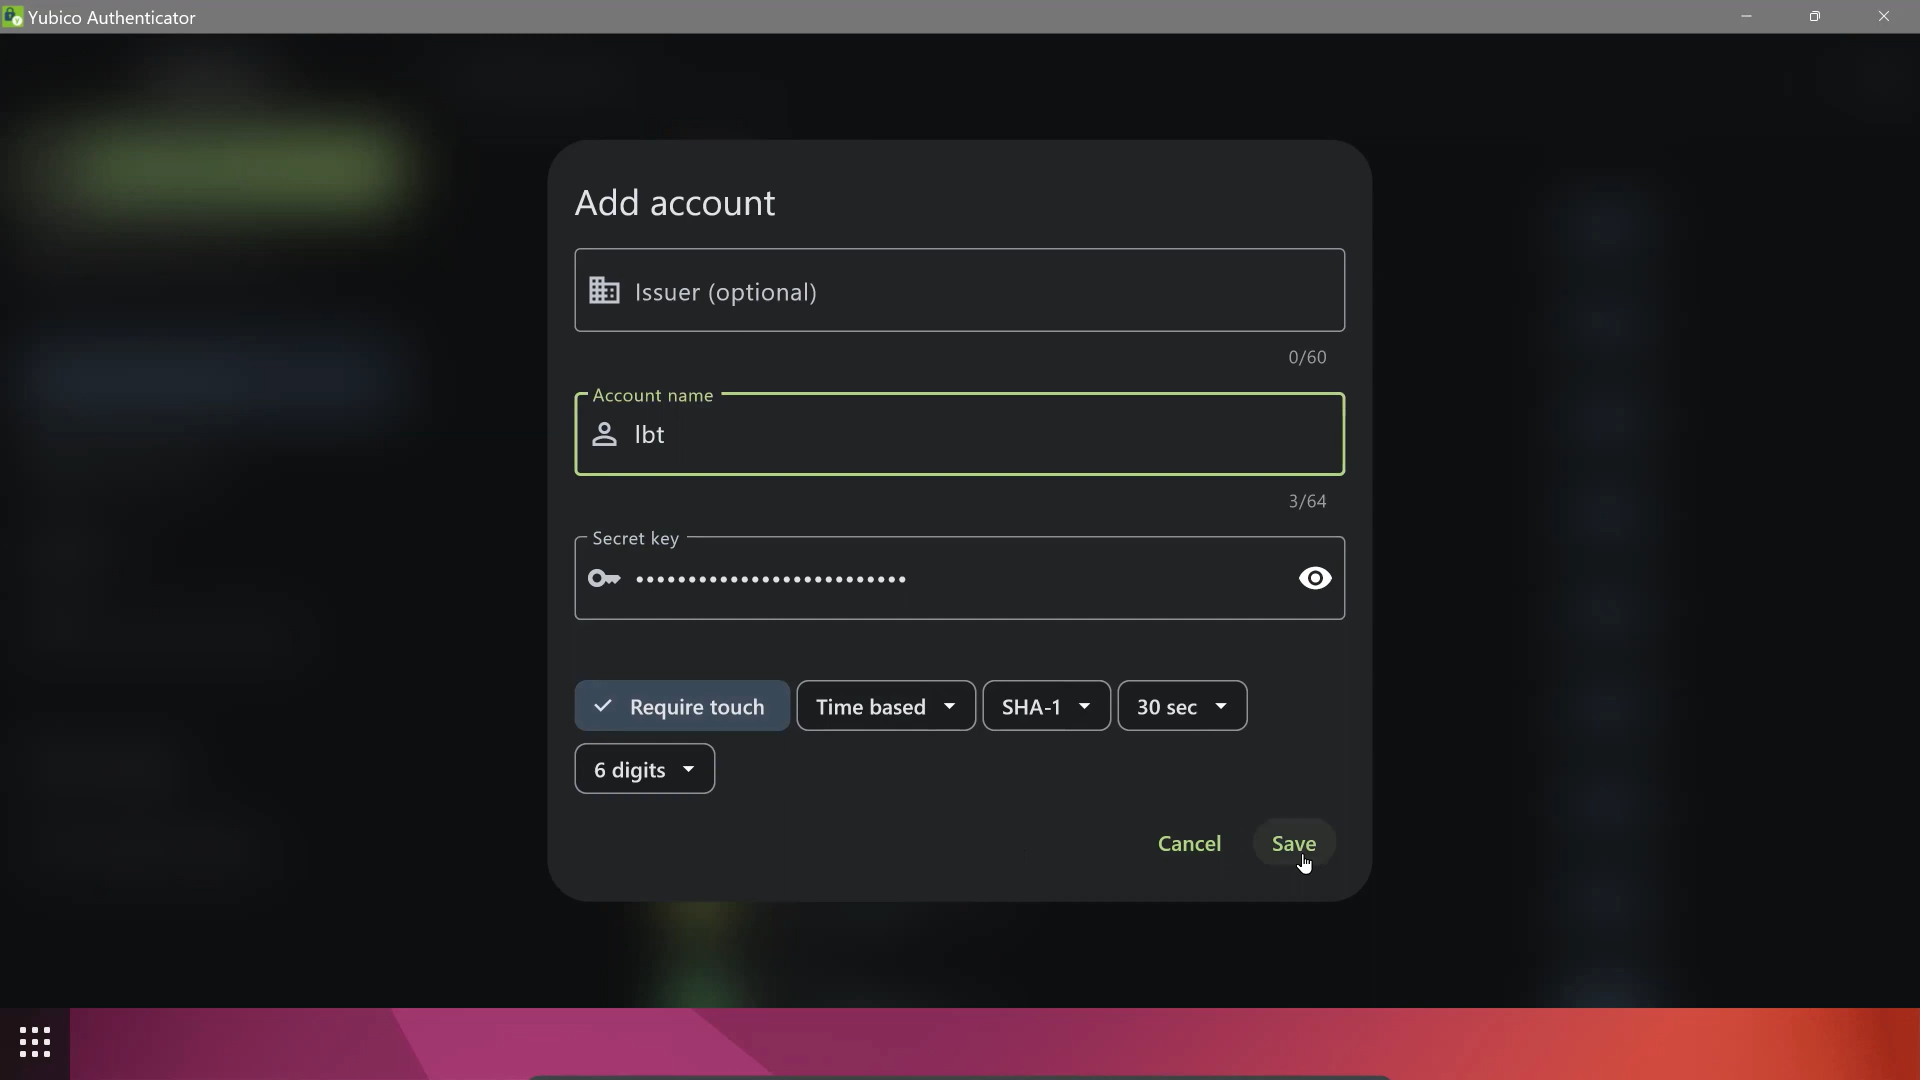 Yubico Authenticator
Add account
Issuer (optional)
0/60
Account name
lbt
3/64
Secret key
••••••••••••••••••••••••••
Require touch
Time based
SHA-1
30 sec
6 digits
Cancel
Save